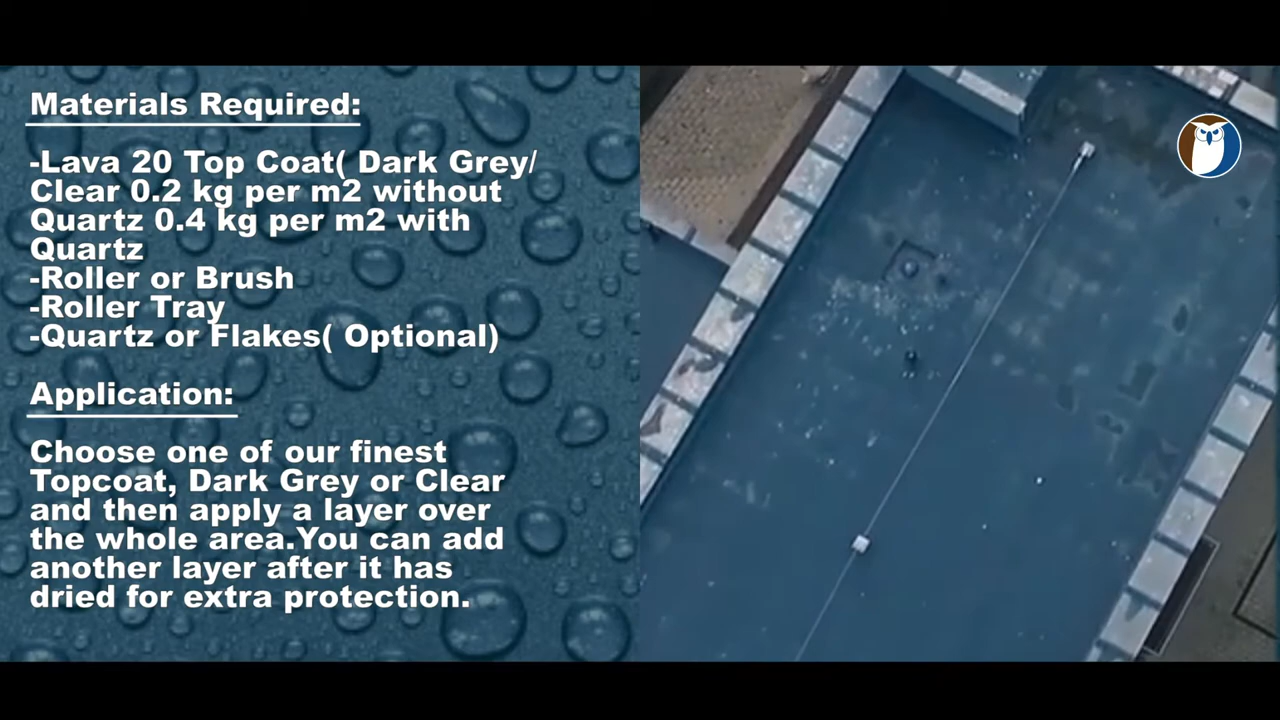 Materials Required:
-Lava 20 Top Coat( Dark Grey/
Clear 0.2 kg per m2 without
Quartz 0.4 kg per m2 with
Quartz
-Roller or Brush
-Roller Tray
-Quartz or Flakes( Optional)
Application:
Choose one of our finest
Topcoat, Dark Grey or Clear
and then apply a layer over
the whole area.You can add
another layer after it has
dried for extra protection.